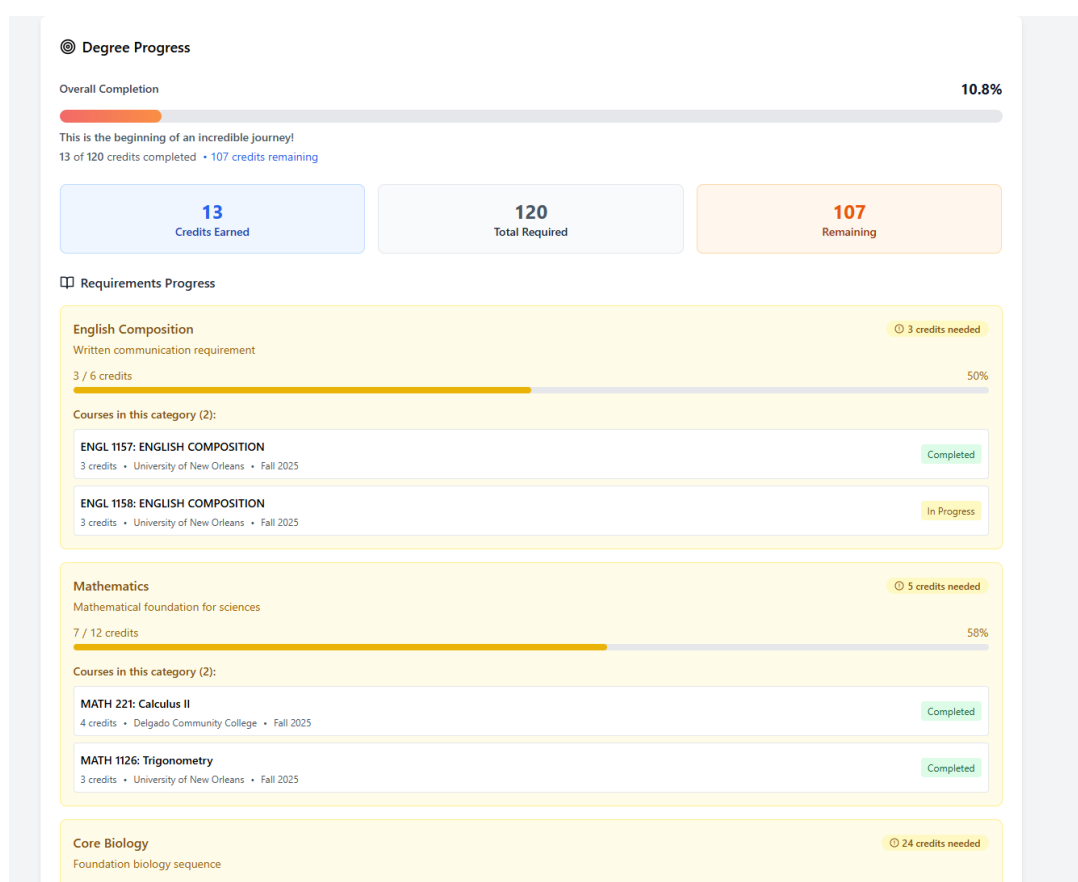 Degree Progress
Overall Completion 10.8%
This is the beginning of an incredible journey!
13 of 120 credits completed • 107 credits remaining
13
Credits Earned
120
Total Required
107
Remaining
Requirements Progress
English Composition 3 credits needed
Written communication requirement
3 / 6 credits 50%
Courses in this category (2):
ENGL 1157: ENGLISH COMPOSITION
3 credits • University of New Orleans • Fall 2025
Completed
ENGL 1158: ENGLISH COMPOSITION
3 credits • University of New Orleans • Fall 2025
In Progress
Mathematics 5 credits needed
Mathematical foundation for sciences
7 / 12 credits 58%
Courses in this category (2):
MATH 221: Calculus II
4 credits • Delgado Community College • Fall 2025
Completed
MATH 1126: Trigonometry
3 credits • University of New Orleans • Fall 2025
Completed
Core Biology 24 credits needed
Foundation biology sequence